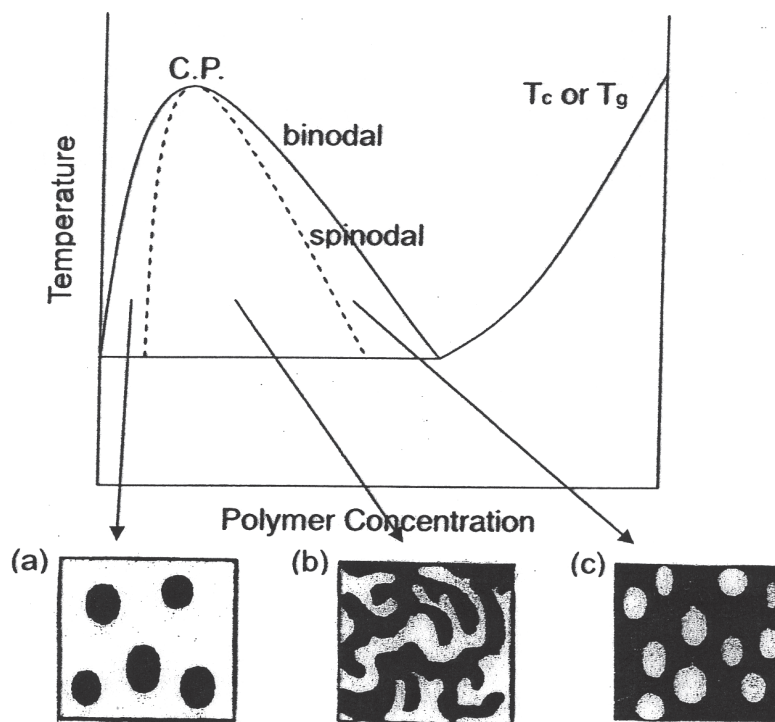 C.P.
Tc or Tg
binodal
spinodal
Temperature
Polymer Concentration
(a)
(b)
(c)